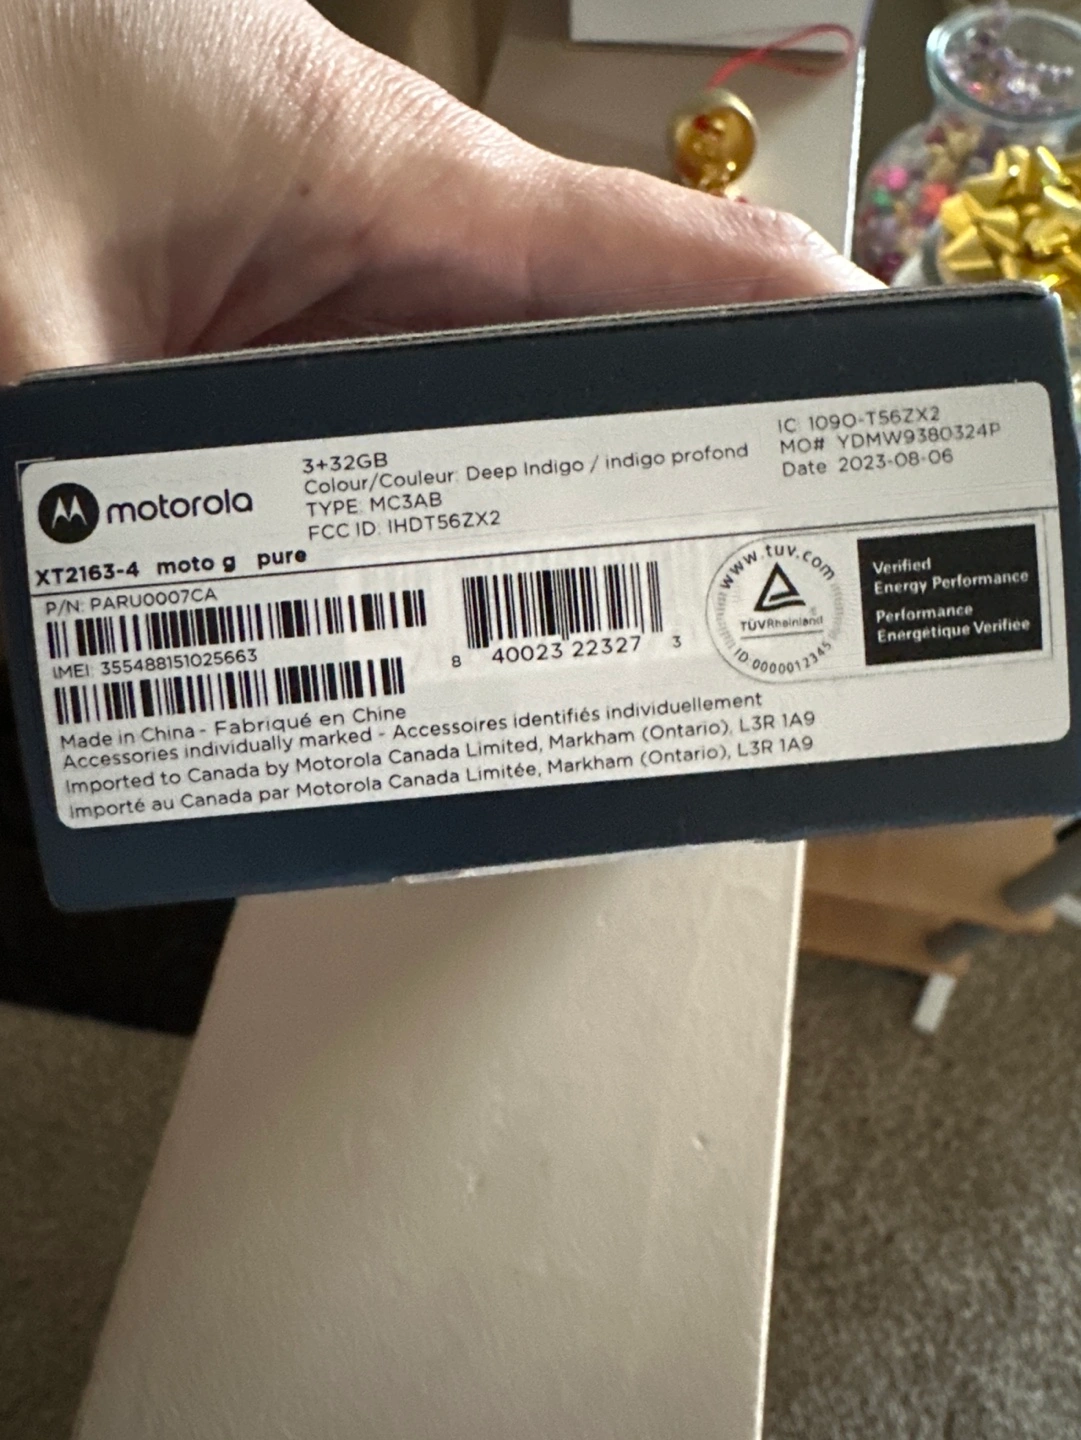 motorola
3+32GB
Colour/Couleur: Deep Indigo / indigo profond
TYPE: MC3AB
FCC ID: IHDT56ZX2
IC: 109O-T56ZX2
MO# YDMW9380324P
Date: 2023-08-06
XT2163-4 moto g pure
P/N: PARU0007CA
IMEI: 355488151025663
8 40023 22327 3
www.tuv.com
TÜVRheinland
ID 0000012345
Verified
Energy Performance
Performance
Énergétique Vérifiée
Made in China - Fabriqué en Chine
Accessories individually marked - Accessoires identifiés individuellement
Imported to Canada by Motorola Canada Limited, Markham (Ontario), L3R 1A9
Importé au Canada par Motorola Canada Limitée, Markham (Ontario), L3R 1A9